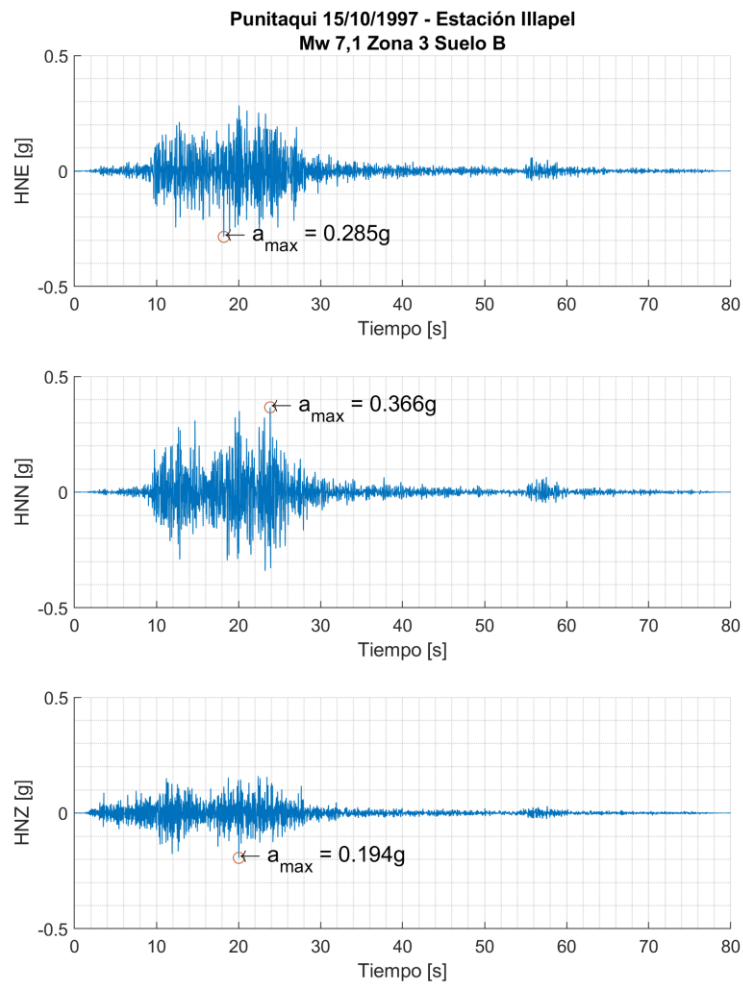 Punitaqui 15/10/1997 - Estación Illapel
Mw 7,1 Zona 3 Suelo B
0.5
0
-0.5
HNE [g]
← a_max = 0.285g
0 10 20 30 40 50 60 70 80
Tiempo [s]
0.5
0
-0.5
HNN [g]
← a_max = 0.366g
0 10 20 30 40 50 60 70 80
Tiempo [s]
0.5
0
-0.5
HNZ [g]
← a_max = 0.194g
0 10 20 30 40 50 60 70 80
Tiempo [s]